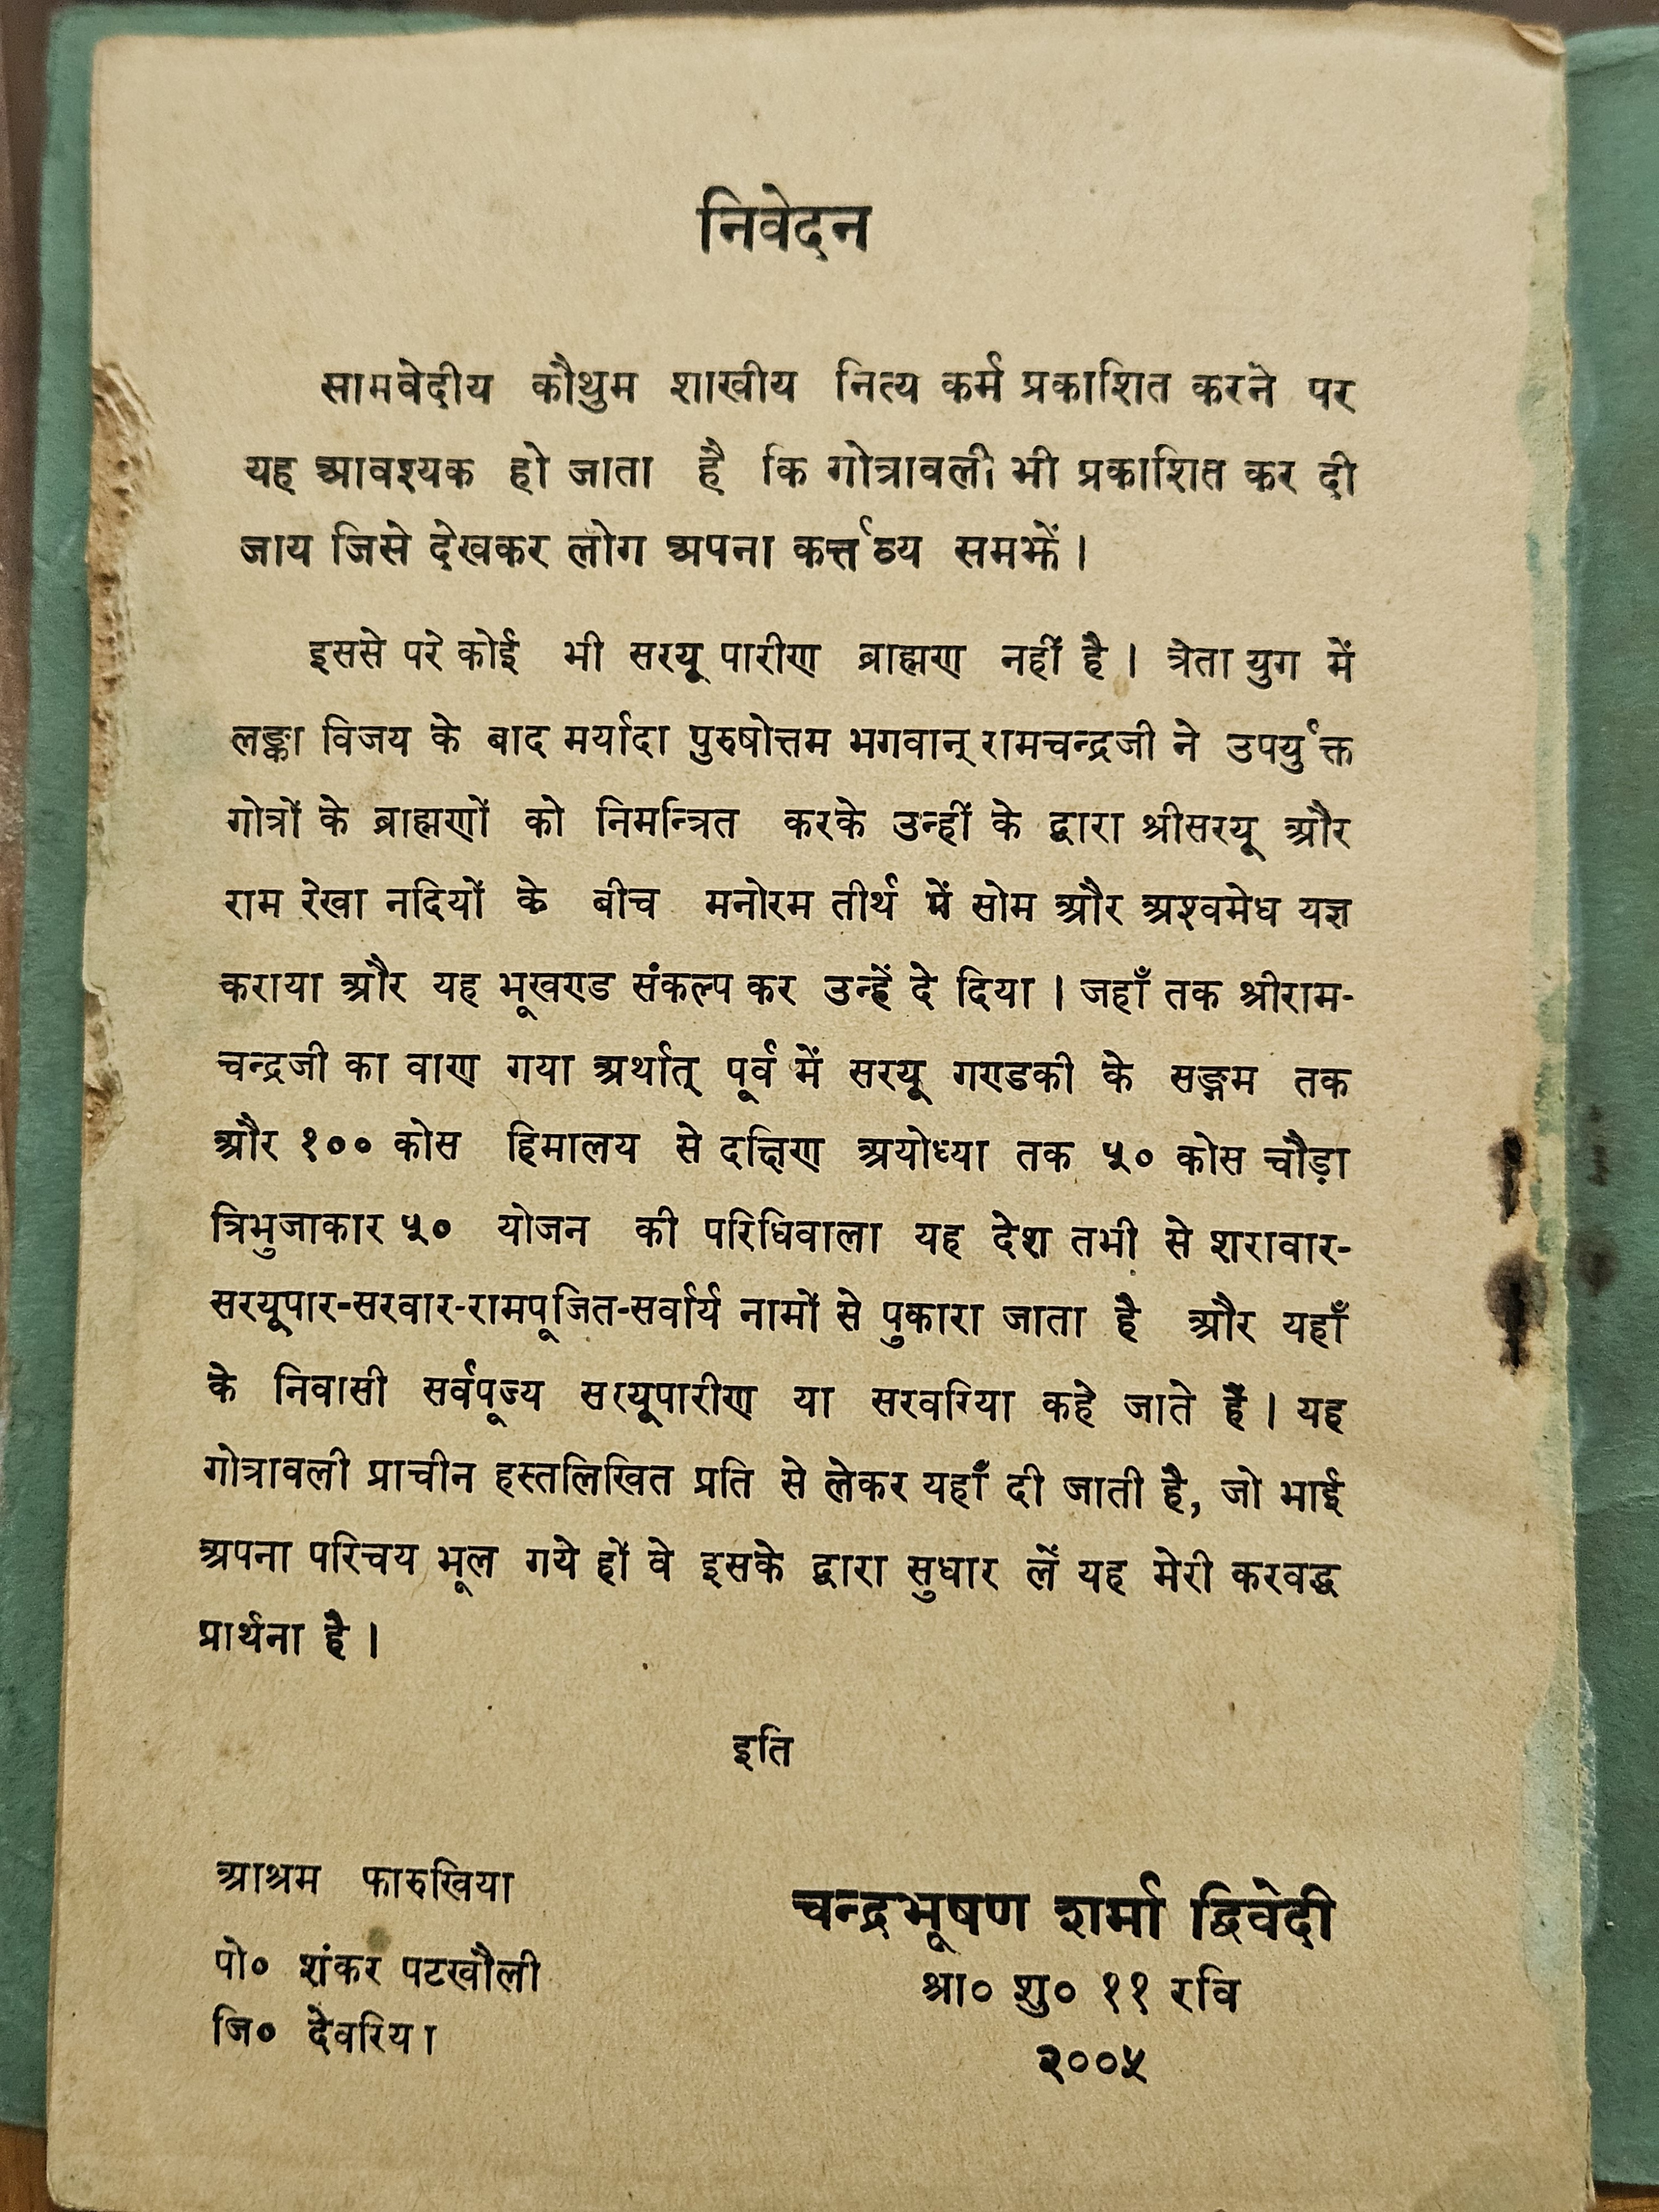 निवेदन
सामवेदीय कौथुम शाखीय नित्य कर्म प्रकाशित करने पर
यह आवश्यक हो जाता है कि गोत्रावली भी प्रकाशित कर दी
जाय जिसे देखकर लोग अपना कर्त्तव्य समझें।
इससे परे कोई भी सरयू पारीण ब्राह्मण नहीं है। त्रेता युग में
लङ्का विजय के बाद मर्यादा पुरुषोत्तम भगवान् रामचन्द्रजी ने उपर्युक्त
गोत्रों के ब्राह्मणों को निमन्त्रित करके उन्हीं के द्वारा श्रीसरयू और
राम रेखा नदियों के बीच मनोरम तीर्थ में सोम और अश्वमेध यज्ञ
कराया और यह भूखण्ड संकल्प कर उन्हें दे दिया। जहाँ तक श्रीराम-
चन्द्रजी का वाण गया अर्थात् पूर्व में सरयू गण्डकी के सङ्गम तक
और १०० कोस हिमालय से दक्षिण अयोध्या तक ५० कोस चौड़ा
त्रिभुजाकार ५० योजन की परिधिवाला यह देश तभी से शरावार-
सरयूपार-सरवार-रामपूजित-सर्वार्य नामों से पुकारा जाता है और यहाँ
के निवासी सर्वपूज्य सरयूपारीण या सरवरिया कहे जाते हैं। यह
गोत्रावली प्राचीन हस्तलिखित प्रति से लेकर यहाँ दी जाती है, जो भाई
अपना परिचय भूल गये हों वे इसके द्वारा सुधार लें यह मेरी करवद्ध
प्रार्थना है।
इति
आश्रम फारुखिया
पो० शंकर पटखौली
जि० देवरिया
चन्द्रभूषण शर्मा द्विवेदी
श्रा० शु० ११ रवि
२००५